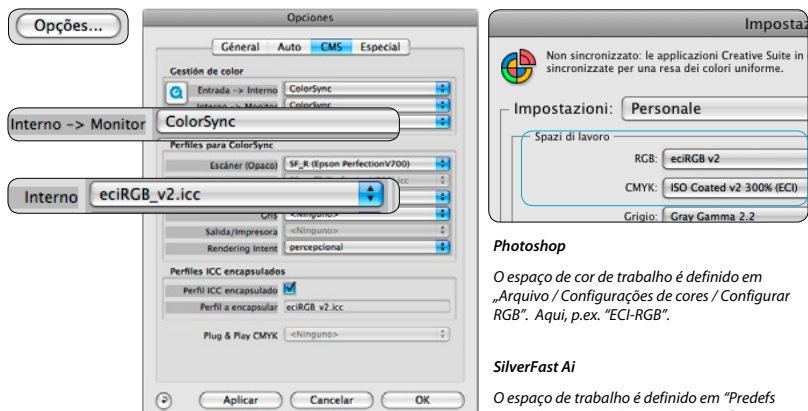 Opções...
Opciones
Géneral Auto CMS Especial
Gestión de color
Entrada -> Interno ColorSync
Interno -> Monitor ColorSync
Interno -> Monitor ColorSync
Perfiles para ColorSync
Escáner (Opaco) SF_R (Epson PerfectionV700)
Interno eciRGB_v2.icc
Gris <Ninguno>
Salida/Impresora <Ninguno>
Rendering Intent percepcional
Perfiles ICC encapsulados
Perfil ICC encapsulado
Perfil a encapsular eciRGB v2.icc
Plug & Play CMYK <Ninguno>
Aplicar Cancelar OK
Imposta
Non sincronizzato: le applicazioni Creative Suite in
sincronizzate per una resa dei colori uniforme.
Impostazioni: Personale
Spazi di lavoro
RGB: eciRGB v2
CMYK: ISO Coated v2 300% (ECI)
Grigio: Gray Gamma 2.2
Photoshop
O espaço de cor de trabalho é definido em
„Arquivo / Configurações de cores / Configurar
RGB”. Aqui, p.ex. “ECI-RGB”.
SilverFast Ai
O espaço de trabalho é definido em “Predefs